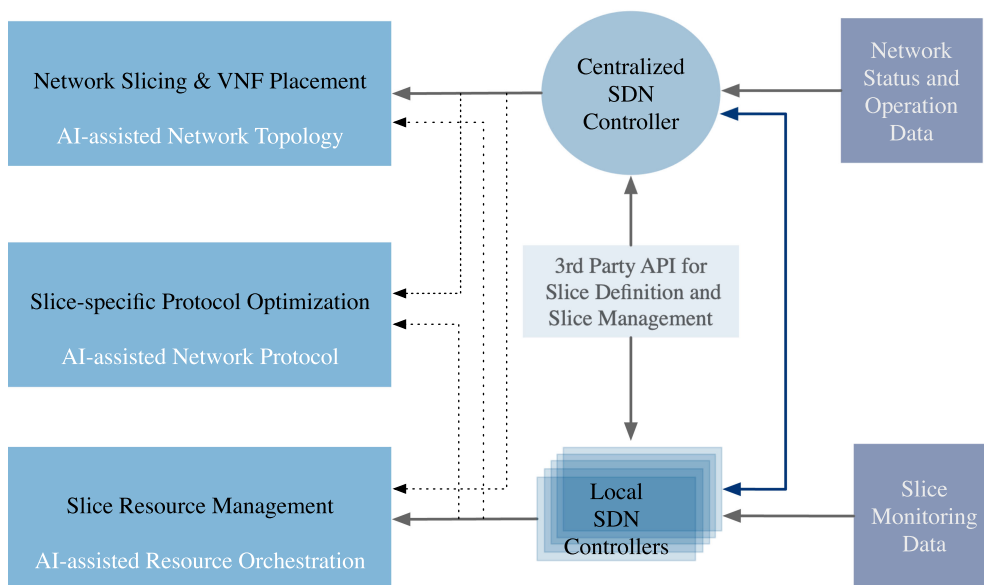 Network Slicing & VNF Placement
AI-assisted Network Topology
Centralized
SDN
Controller
Network
Status and
Operation
Data
Slice-specific Protocol Optimization
AI-assisted Network Protocol
3rd Party API for
Slice Definition and
Slice Management
Slice Resource Management
AI-assisted Resource Orchestration
Local
SDN
Controllers
Slice
Monitoring
Data